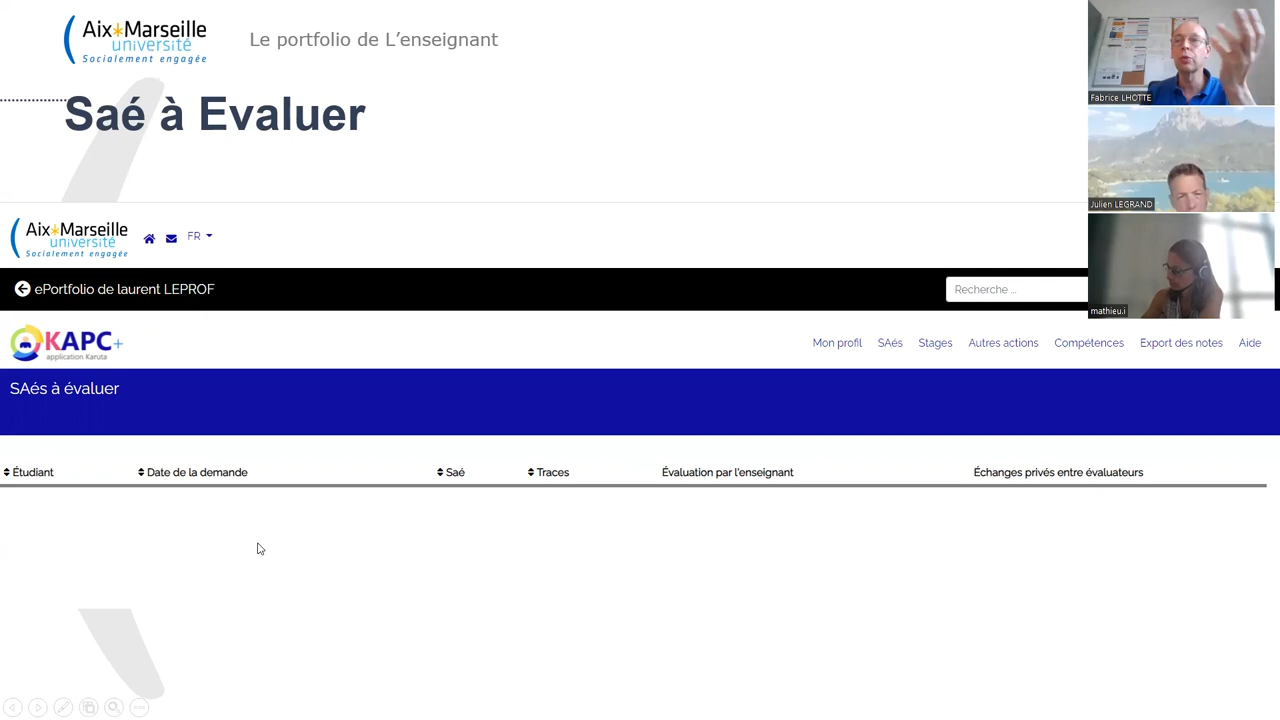 Aix*Marseille
université
Socialement engagée
Le portfolio de L’enseignant
Saé à Evaluer
Fabrice LHOTTE
Julien LEGRAND
mathieu.i
Aix*Marseille
université
Socialement engagée
FR
ePortfolio de laurent LEPROF
Recherche ...
KAPC+
application Karuta
Mon profil SAés Stages Autres actions Compétences Export des notes Aide
SAés à évaluer
Étudiant Date de la demande Saé Traces Évaluation par l'enseignant Échanges privés entre évaluateurs